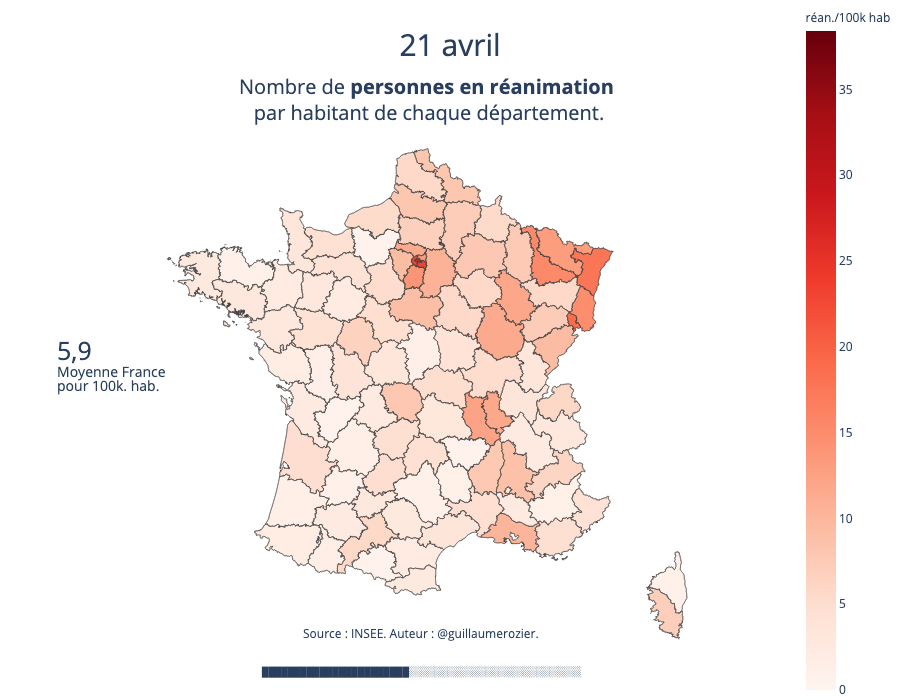 réan./100k hab
21 avril
Nombre de personnes en réanimation
par habitant de chaque département.
35
30
25
20
15
10
5
0
5,9
Moyenne France
pour 100k. hab.
Source : INSEE. Auteur : @guillaumerozier.